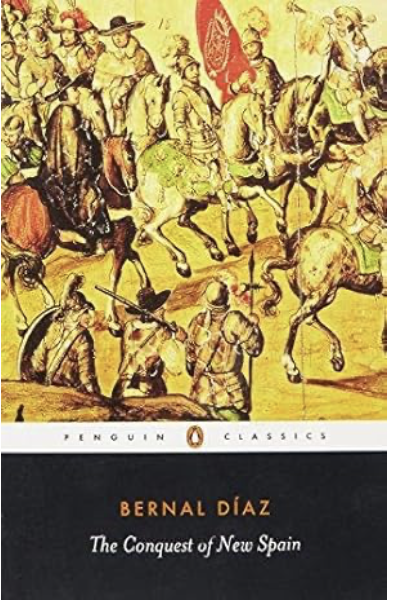 PENGUIN CLASSICS
BERNAL DÍAZ
The Conquest of New Spain